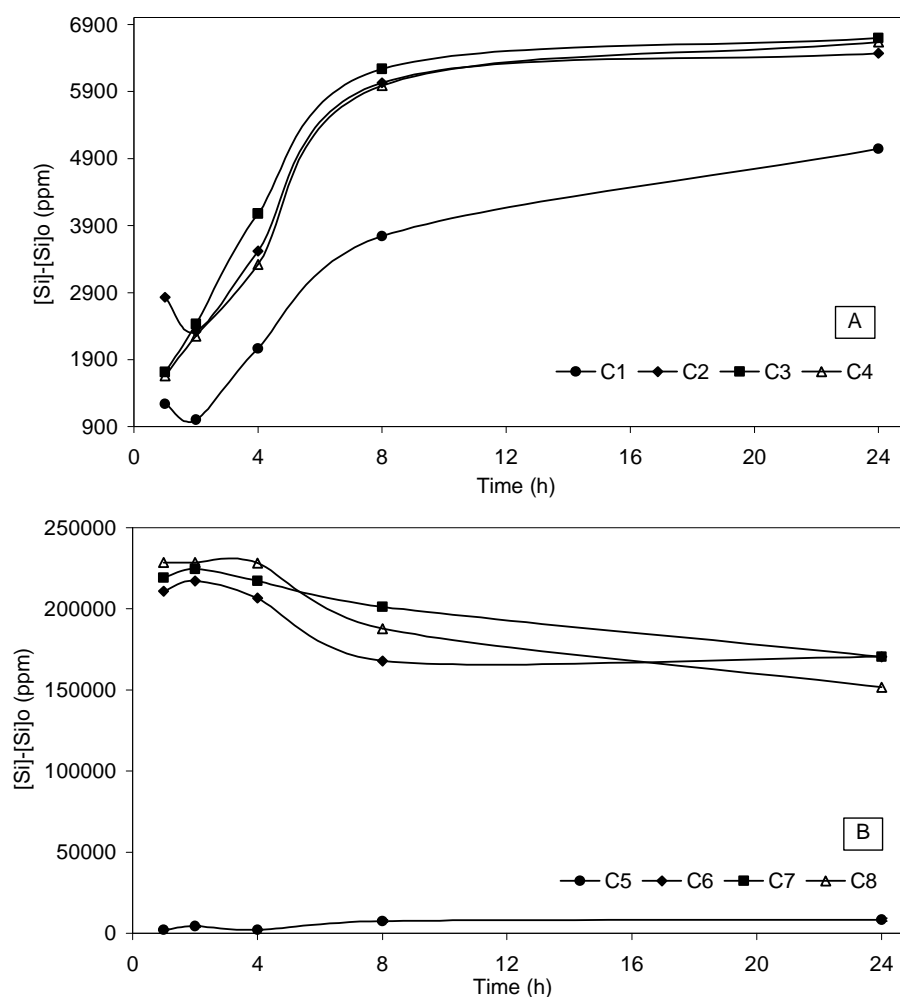 6900
5900
4900
3900
2900
1900
900
[Si]-[Si]o (ppm)
A
C1 C2 C3 C4
0 4 8 12 16 20 24
Time (h)
250000
200000
150000
100000
50000
0
[Si]-[Si]o (ppm)
B
C5 C6 C7 C8
0 4 8 12 16 20 24
Time (h)